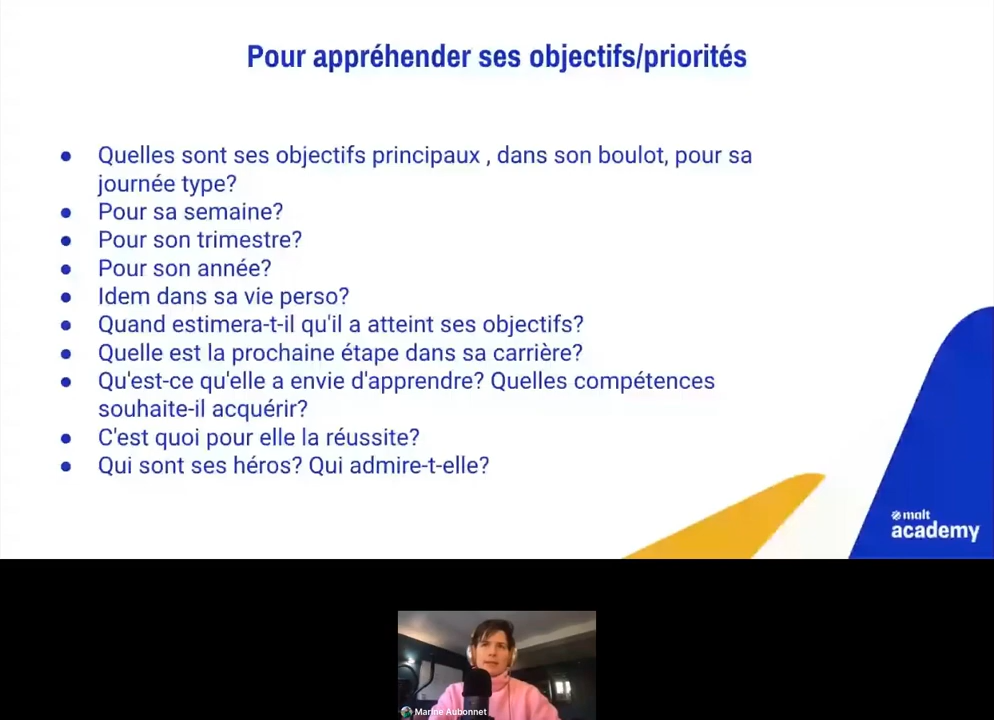 Pour appréhender ses objectifs/priorités
● Quelles sont ses objectifs principaux , dans son boulot, pour sa
journée type?
● Pour sa semaine?
● Pour son trimestre?
● Pour son année?
● Idem dans sa vie perso?
● Quand estimera-t-il qu'il a atteint ses objectifs?
● Quelle est la prochaine étape dans sa carrière?
● Qu'est-ce qu'elle a envie d'apprendre? Quelles compétences
souhaite-il acquérir?
● C'est quoi pour elle la réussite?
● Qui sont ses héros? Qui admire-t-elle?
malt
academy
Marine Aubonnet